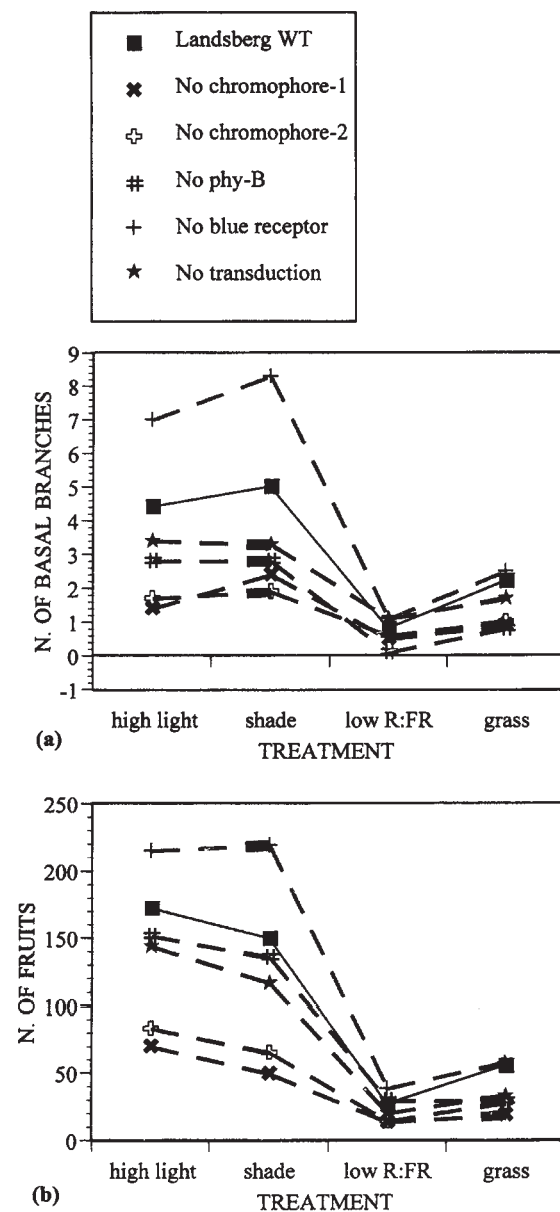 Landsberg WT
No chromophore-1
No chromophore-2
No phy-B
No blue receptor
No transduction
9
8
7
6
5
4
3
2
1
0
-1
N. OF BASAL BRANCHES
high light shade low R:FR grass
TREATMENT
(a)
250
200
150
100
50
0
N. OF FRUITS
high light shade low R:FR grass
TREATMENT
(b)